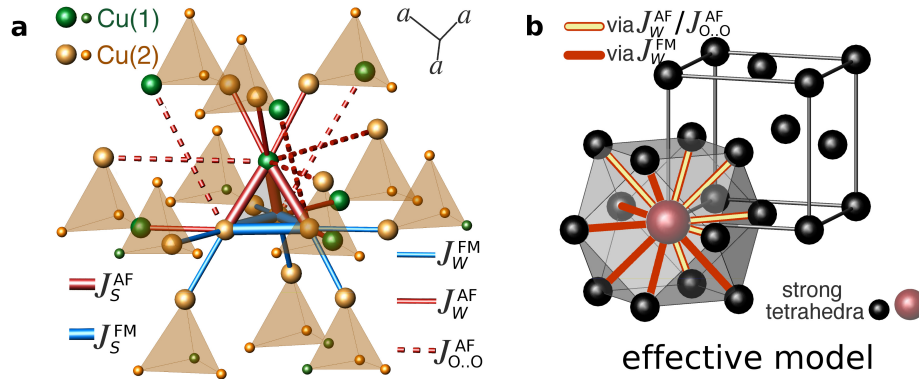 a
Cu(1)
Cu(2)
a
a
a
J_S^AF
J_S^FM
J_W^FM
J_W^AF
J_O..O^AF
b
via J_W^AF/J_O..O^AF
via J_W^FM
strong
tetrahedra
effective model